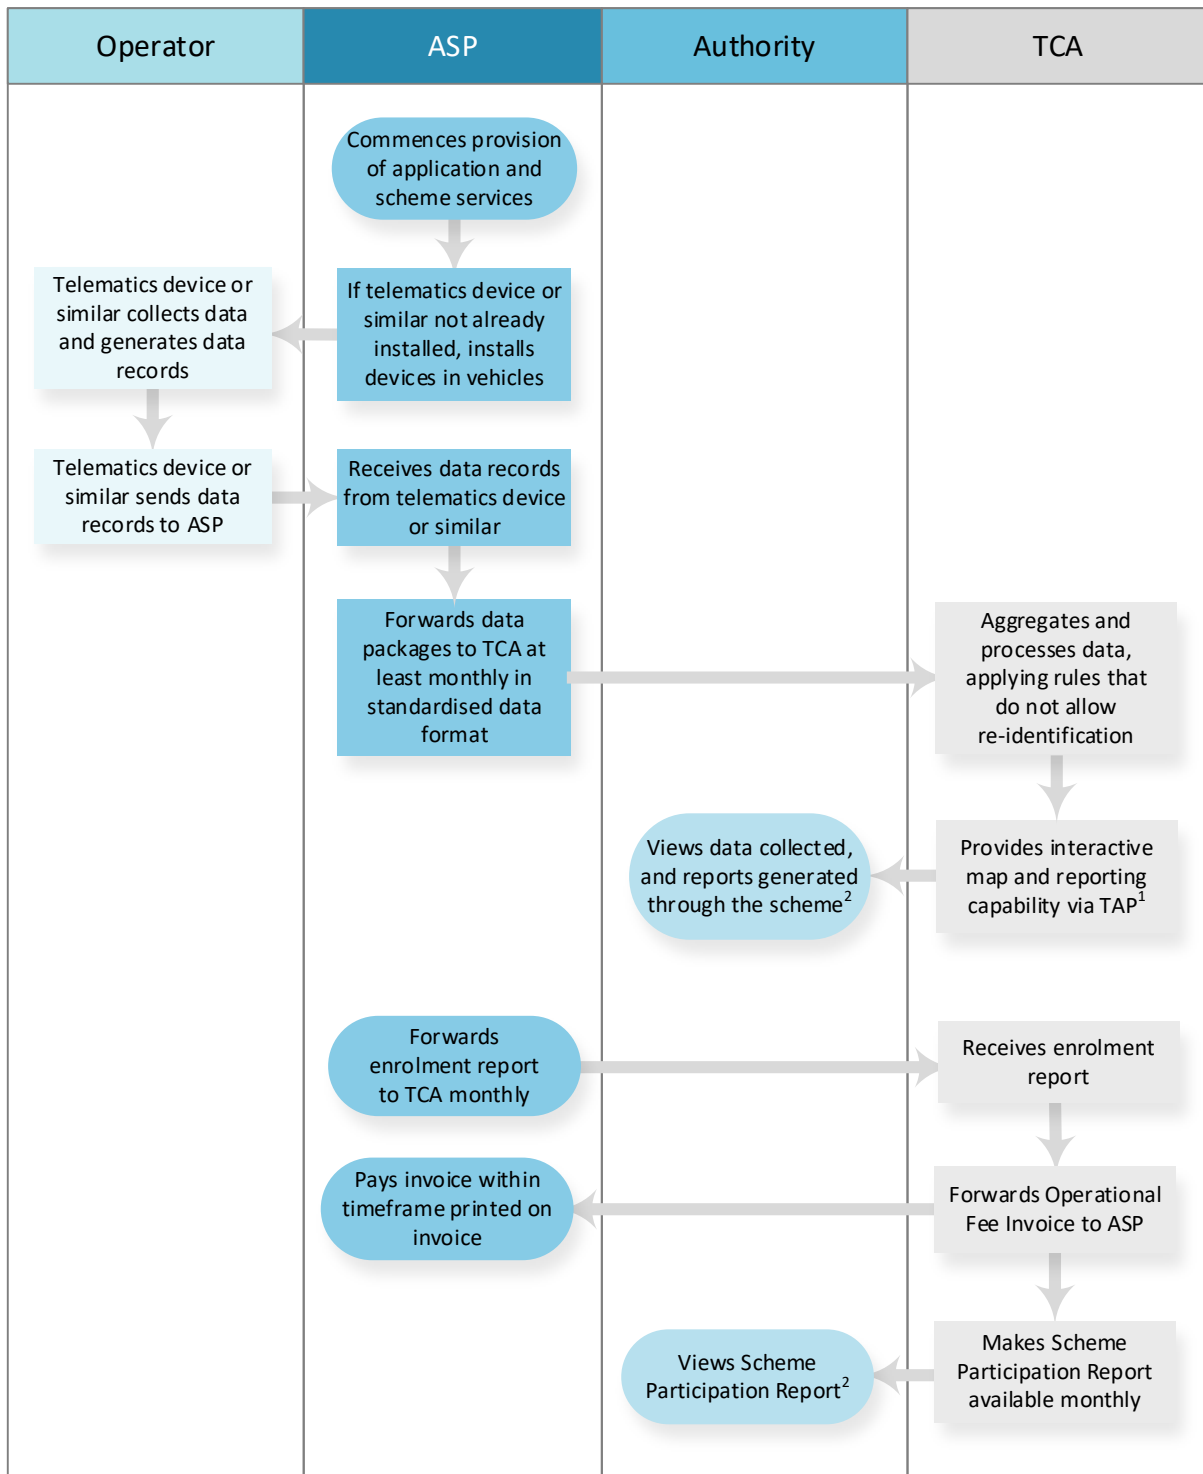 Operator
ASP
Authority
TCA
Commences provision
of application and
scheme services
Telematics device or
similar collects data
and generates data
records
If telematics device or
similar not already
installed, installs
devices in vehicles
Telematics device or
similar sends data
records to ASP
Receives data records
from telematics device
or similar
Forwards data
packages to TCA at
least monthly in
standardised data
format
Aggregates and
processes data,
applying rules that
do not allow
re-identification
Views data collected,
and reports generated
through the scheme²
Provides interactive
map and reporting
capability via TAP¹
Forwards
enrolment report
to TCA monthly
Receives enrolment
report
Pays invoice within
timeframe printed on
invoice
Forwards Operational
Fee Invoice to ASP
Views Scheme
Participation Report²
Makes Scheme
Participation Report
available monthly